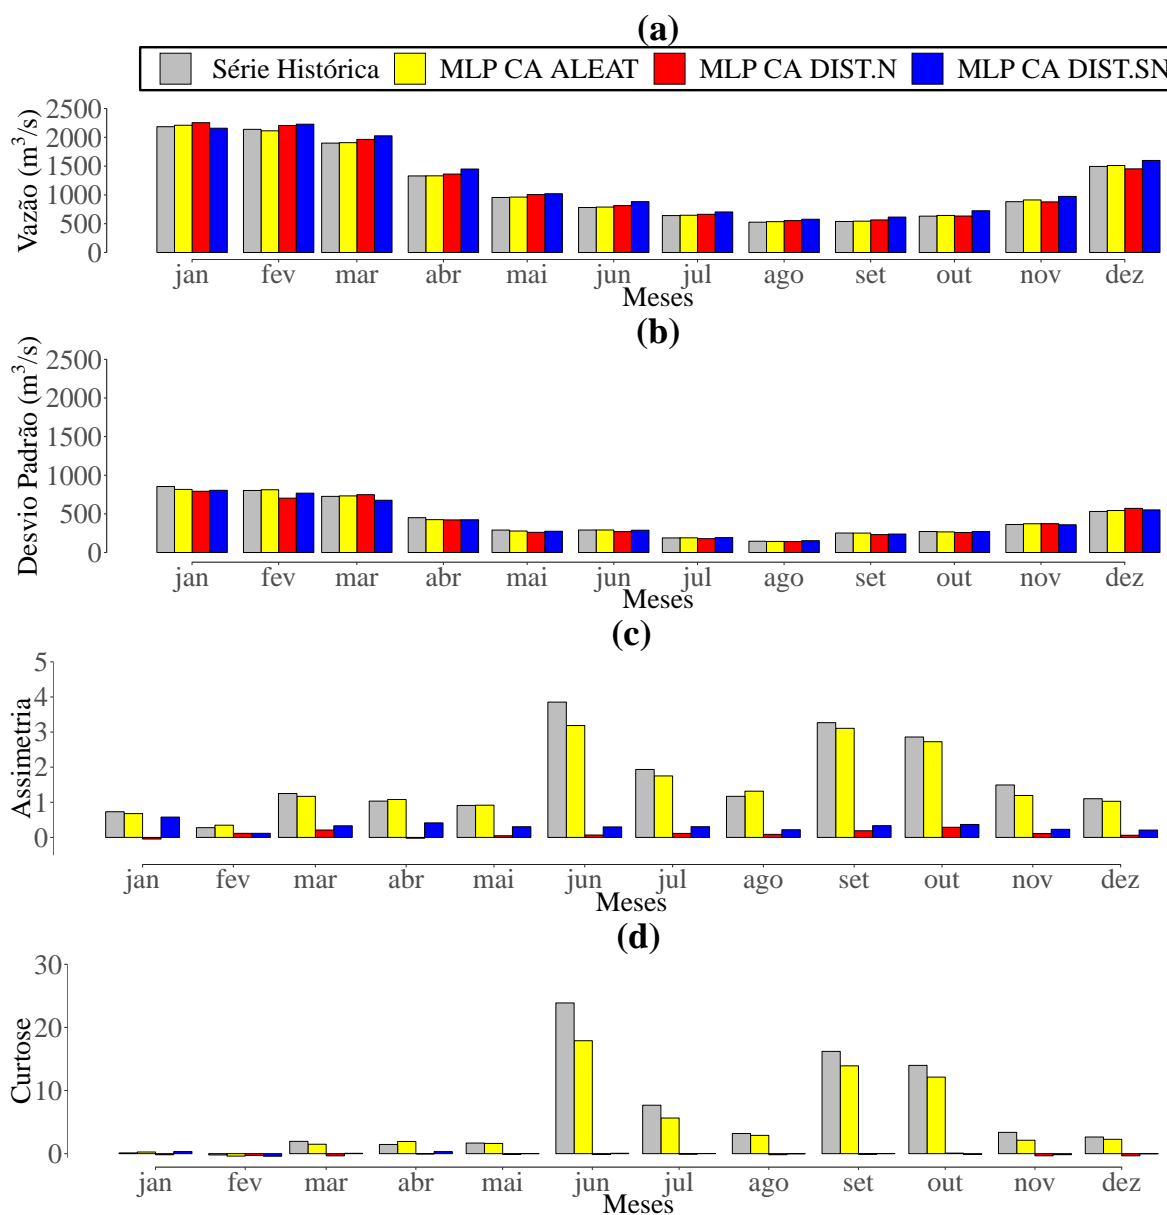 (a)
Série Histórica MLP CA ALEAT MLP CA DIST.N MLP CA DIST.SN
Vazão (m³/s)
2500
2000
1500
1000
500
0
jan fev mar abr mai jun jul ago set out nov dez
Meses
(b)
Desvio Padrão (m³/s)
2500
2000
1500
1000
500
0
jan fev mar abr mai jun jul ago set out nov dez
Meses
(c)
Assimetria
5
4
3
2
1
0
jan fev mar abr mai jun jul ago set out nov dez
Meses
(d)
Curtose
30
20
10
0
jan fev mar abr mai jun jul ago set out nov dez
Meses